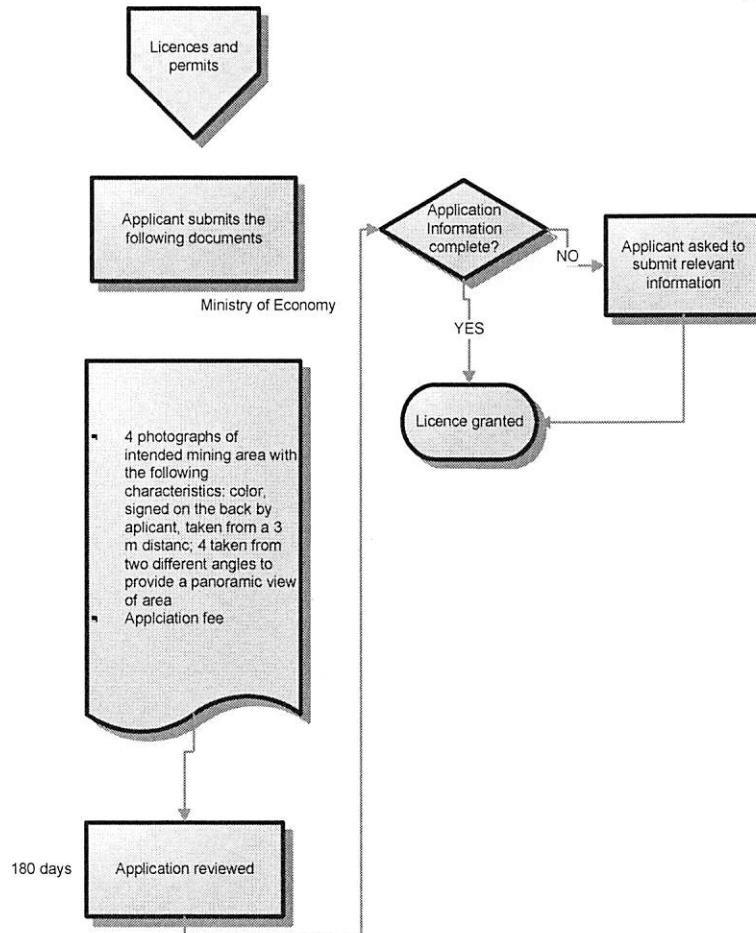 Licences and
permits
Applicant submits the
following documents
Ministry of Economy
4 photographs of
intended mining area with
the following
characteristics: color,
signed on the back by
aplicant, taken from a 3
m distanc; 4 taken from
two different angles to
provide a panoramic view
of area
Applciation fee
180 days
Application reviewed
Application
Information
complete?
NO
Applicant asked to
submit relevant
information
YES
Licence granted